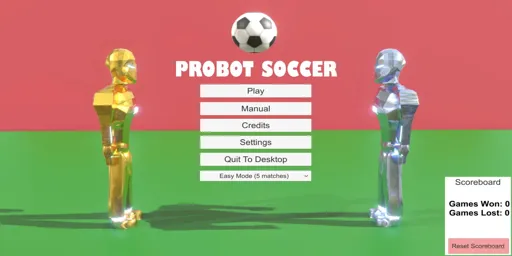 PROBOT SOCCER
Play
Manual
Credits
Settings
Quit To Desktop
Easy Mode (5 matches)
Scoreboard
Games Won: 0
Games Lost: 0
Reset Scoreboard